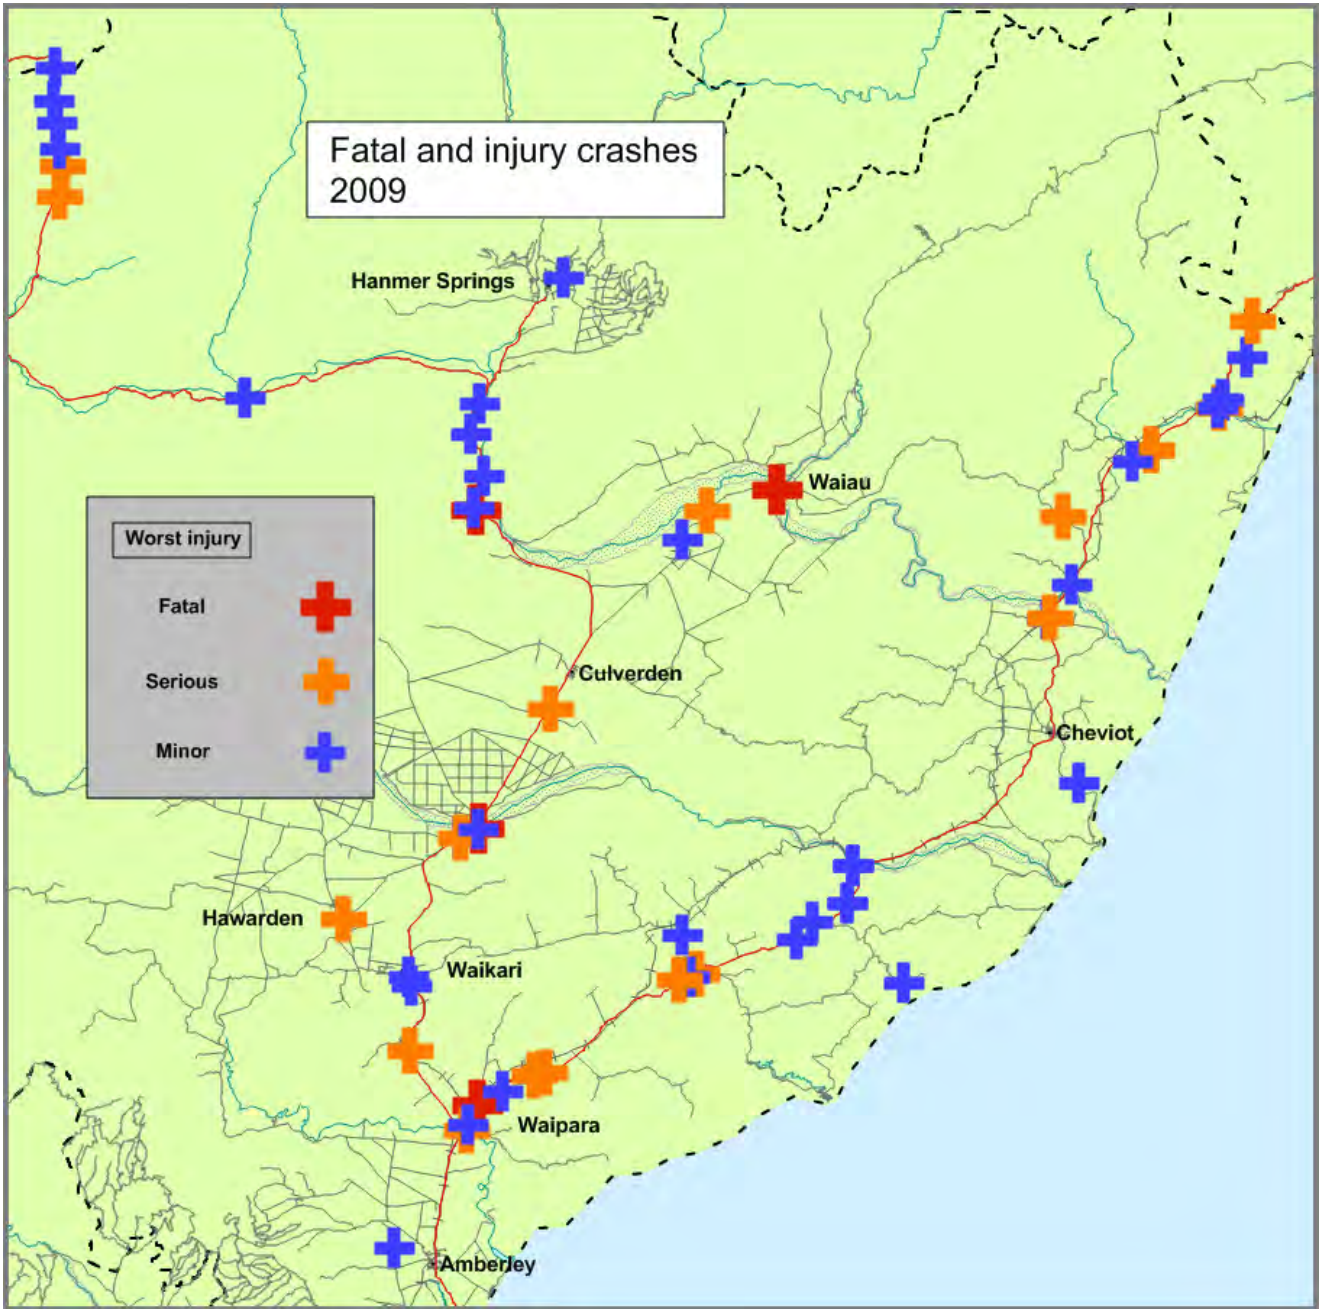 Fatal and injury crashes
2009
Hanmer Springs
Waiau
Worst injury
Fatal
Serious
Minor
Culverden
Cheviot
Hawarden
Waikari
Waipara
Amberley